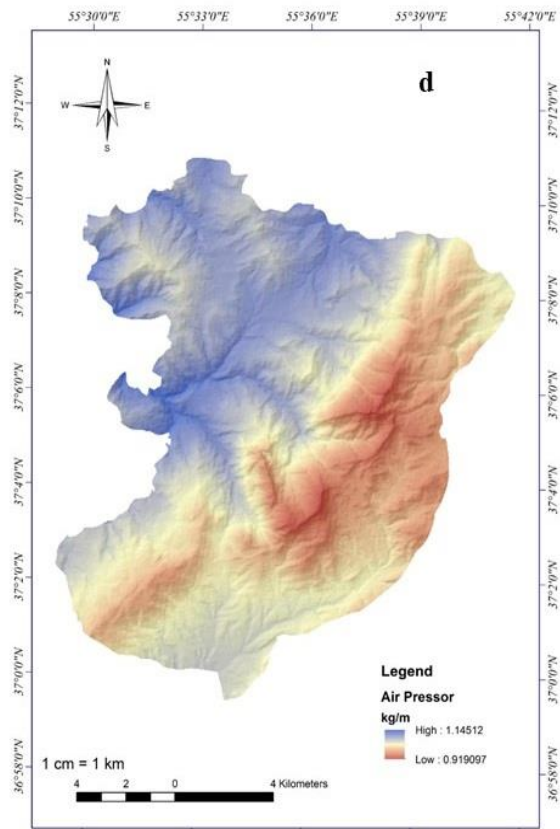 55°30'0"E 55°33'0"E 55°36'0"E 55°39'0"E 55°42'0"E
d
N
W E
S
37°12'0"N 37°12'0"N
37°10'0"N 37°10'0"N
37°8'0"N 37°8'0"N
37°6'0"N 37°6'0"N
37°4'0"N 37°4'0"N
37°2'0"N 37°2'0"N
37°0'0"N 37°0'0"N
36°58'0"N 36°58'0"N
Legend
Air Pressor
kg/m
High : 1.14512
Low : 0.919097
1 cm = 1 km
4 2 0 4 Kilometers